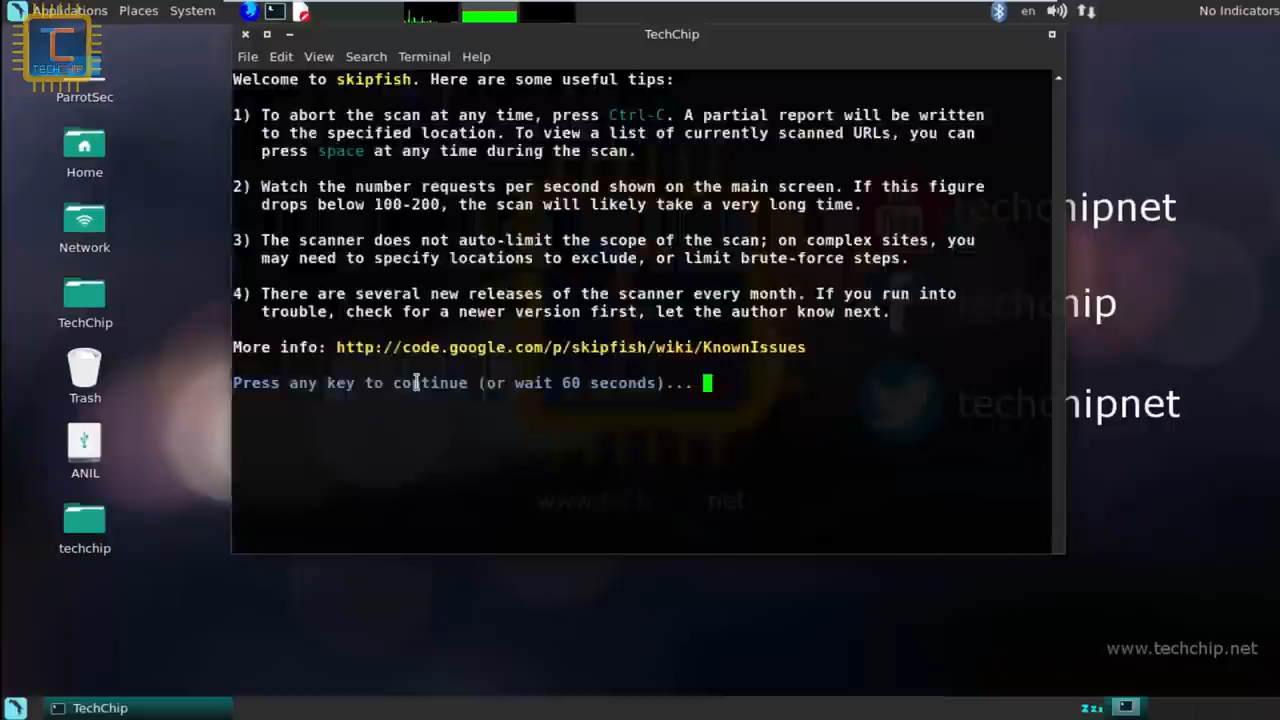 Applications Places System
en
No Indicators
TechChip
File Edit View Search Terminal Help
Welcome to skipfish. Here are some useful tips:
1) To abort the scan at any time, press Ctrl-C. A partial report will be written
to the specified location. To view a list of currently scanned URLs, you can
press space at any time during the scan.
2) Watch the number requests per second shown on the main screen. If this figure
drops below 100-200, the scan will likely take a very long time.
3) The scanner does not auto-limit the scope of the scan; on complex sites, you
may need to specify locations to exclude, or limit brute-force steps.
4) There are several new releases of the scanner every month. If you run into
trouble, check for a newer version first, let the author know next.
More info: http://code.google.com/p/skipfish/wiki/KnownIssues
Press any key to continue (or wait 60 seconds)...
TECHCHIP
ParrotSec
Home
Network
TechChip
Trash
ANIL
techchip
techchipnet
techchip
techchipnet
www.tech net
www.techchip.net
TechChip
zzz